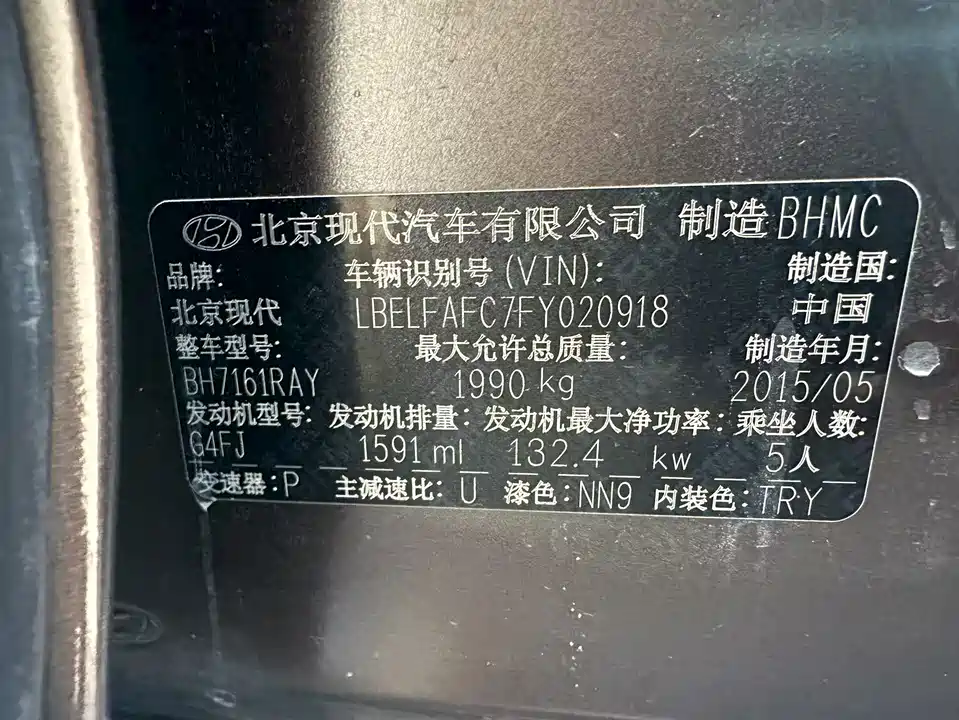 北京现代汽车有限公司 制造BHMC
品牌: 车辆识别号(VIN): 制造国:
北京现代 LBELFAFC7FY020918 中国
整车型号: 最大允许总质量: 制造年月:
BH7161RAY 1990 kg 2015/05
发动机型号: 发动机排量: 发动机最大净功率: 乘坐人数:
G4FJ 1591 ml 132.4 kw 5人
变速器:P 主减速比:U 漆色:NN9 内装色:TRY